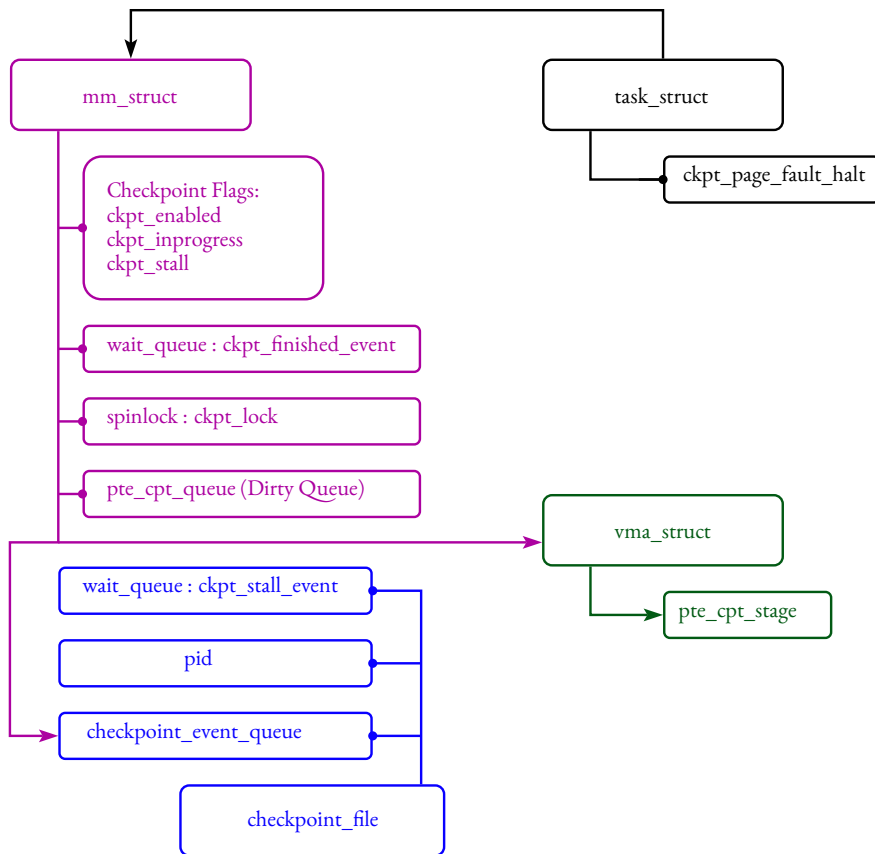 mm_struct
task_struct
ckpt_page_fault_halt
Checkpoint Flags:
ckpt_enabled
ckpt_inprogress
ckpt_stall
wait_queue : ckpt_finished_event
spinlock : ckpt_lock
pte_cpt_queue (Dirty Queue)
vma_struct
wait_queue : ckpt_stall_event
pte_cpt_stage
pid
checkpoint_event_queue
checkpoint_file